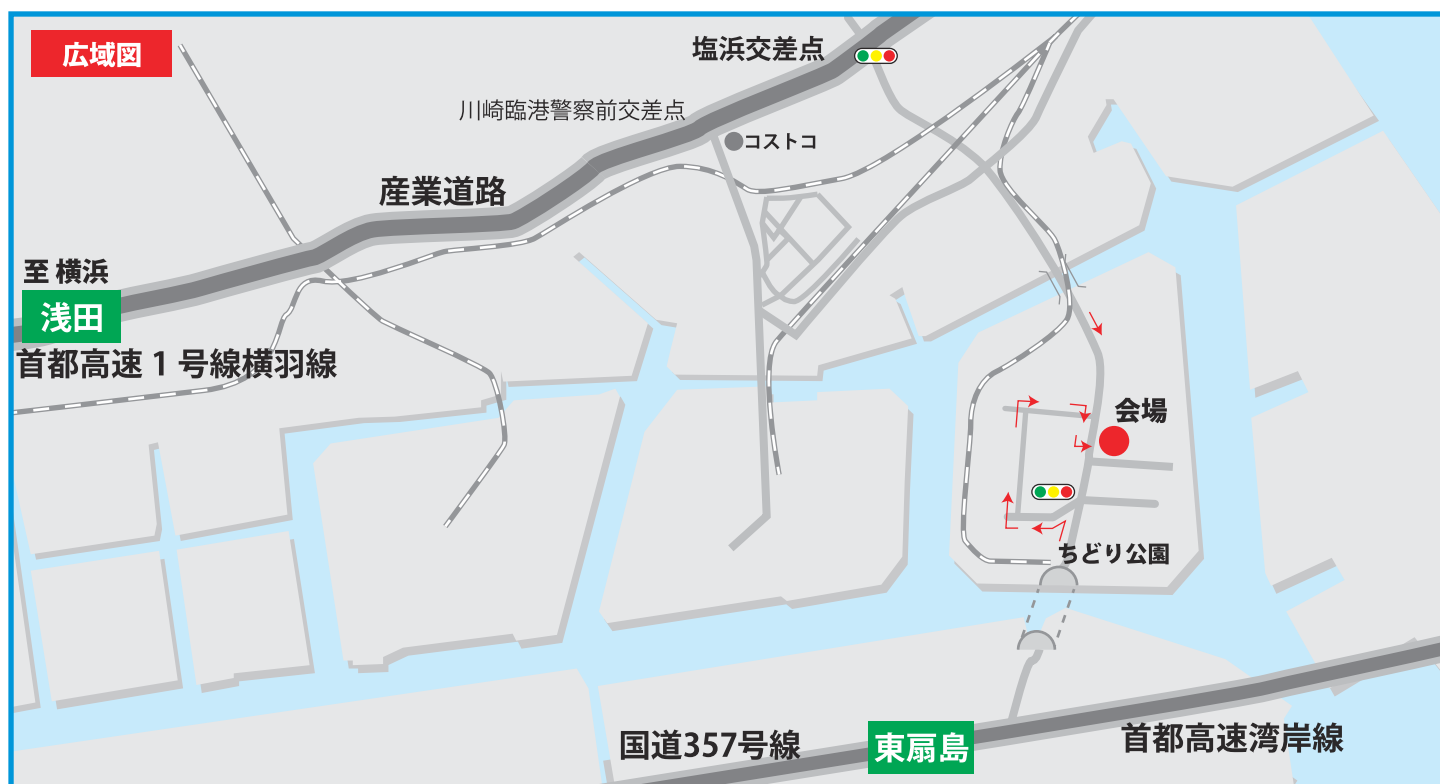 広域図
塩浜交差点
川崎臨港警察前交差点
コストコ
産業道路
至 横浜
浅田
首都高速 1 号線横羽線
会場
ちどり公園
国道357号線
東扇島
首都高速湾岸線